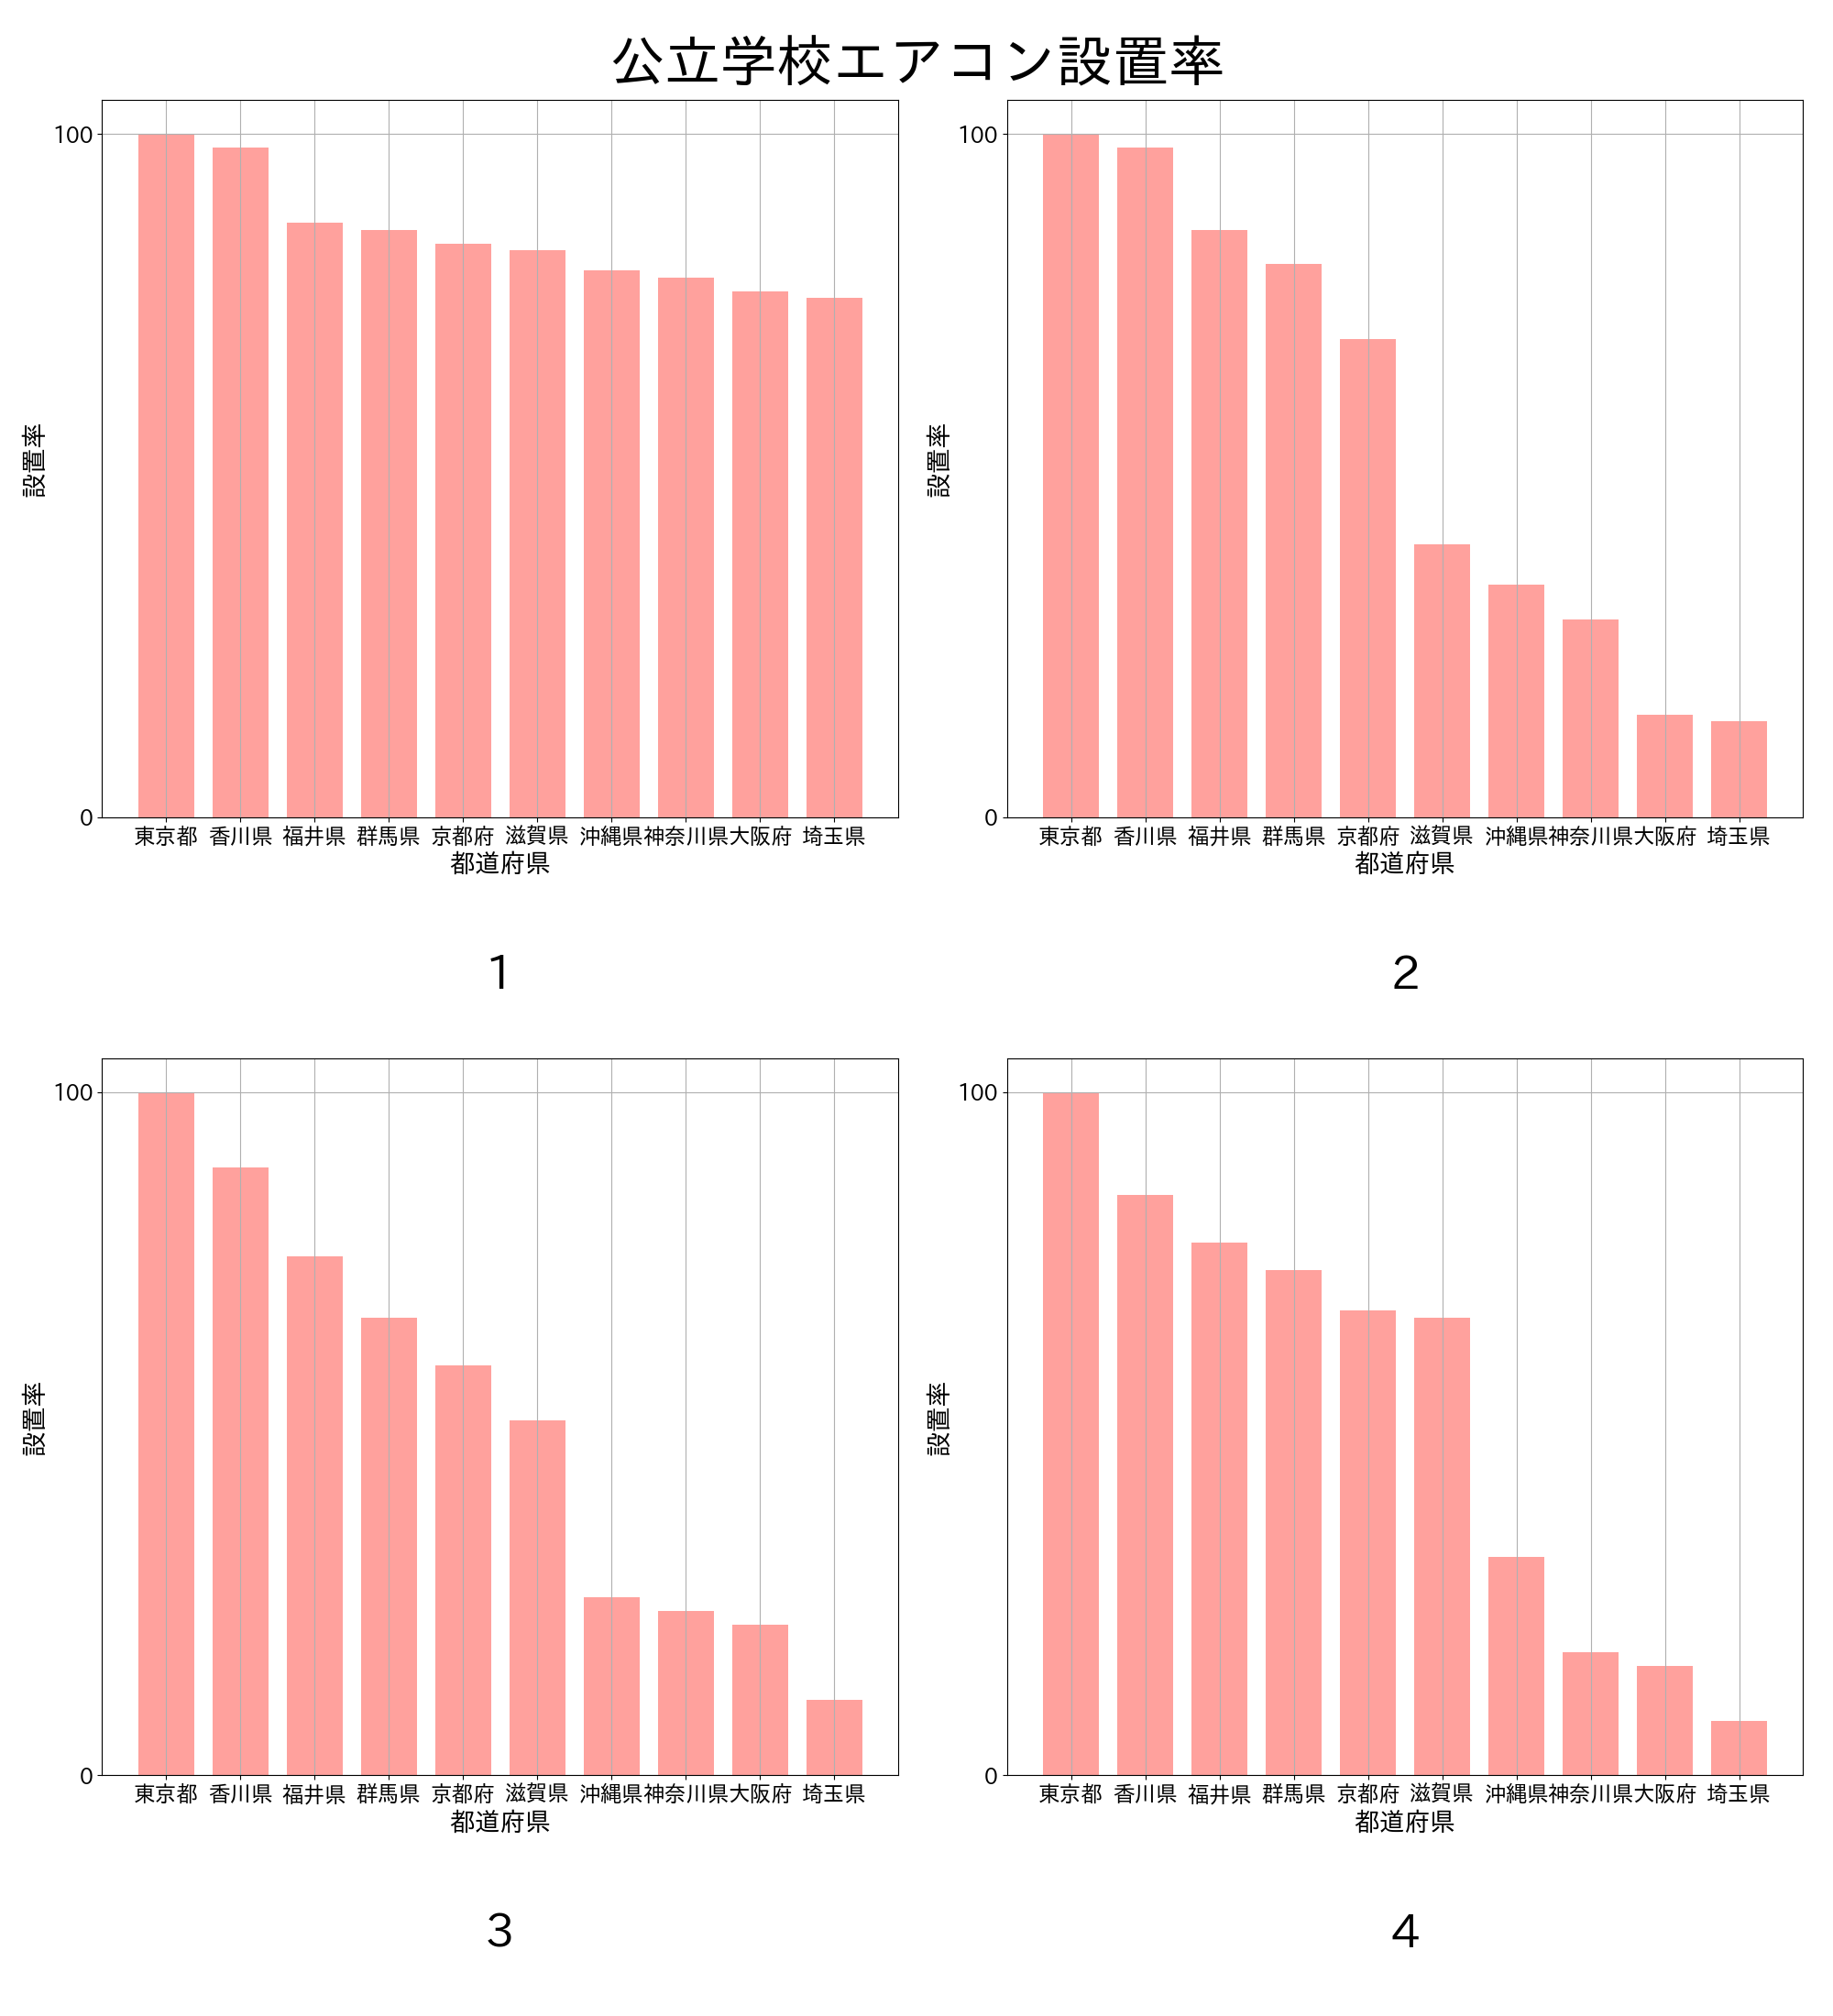 公立学校エアコン設置率
100
0
設置率
東京都 香川県 福井県 群馬県 京都府 滋賀県 沖縄県 神奈川県 大阪府 埼玉県
都道府県
1
100
0
設置率
東京都 香川県 福井県 群馬県 京都府 滋賀県 沖縄県 神奈川県 大阪府 埼玉県
都道府県
2
100
0
設置率
東京都 香川県 福井県 群馬県 京都府 滋賀県 沖縄県 神奈川県 大阪府 埼玉県
都道府県
3
100
0
設置率
東京都 香川県 福井県 群馬県 京都府 滋賀県 沖縄県 神奈川県 大阪府 埼玉県
都道府県
4